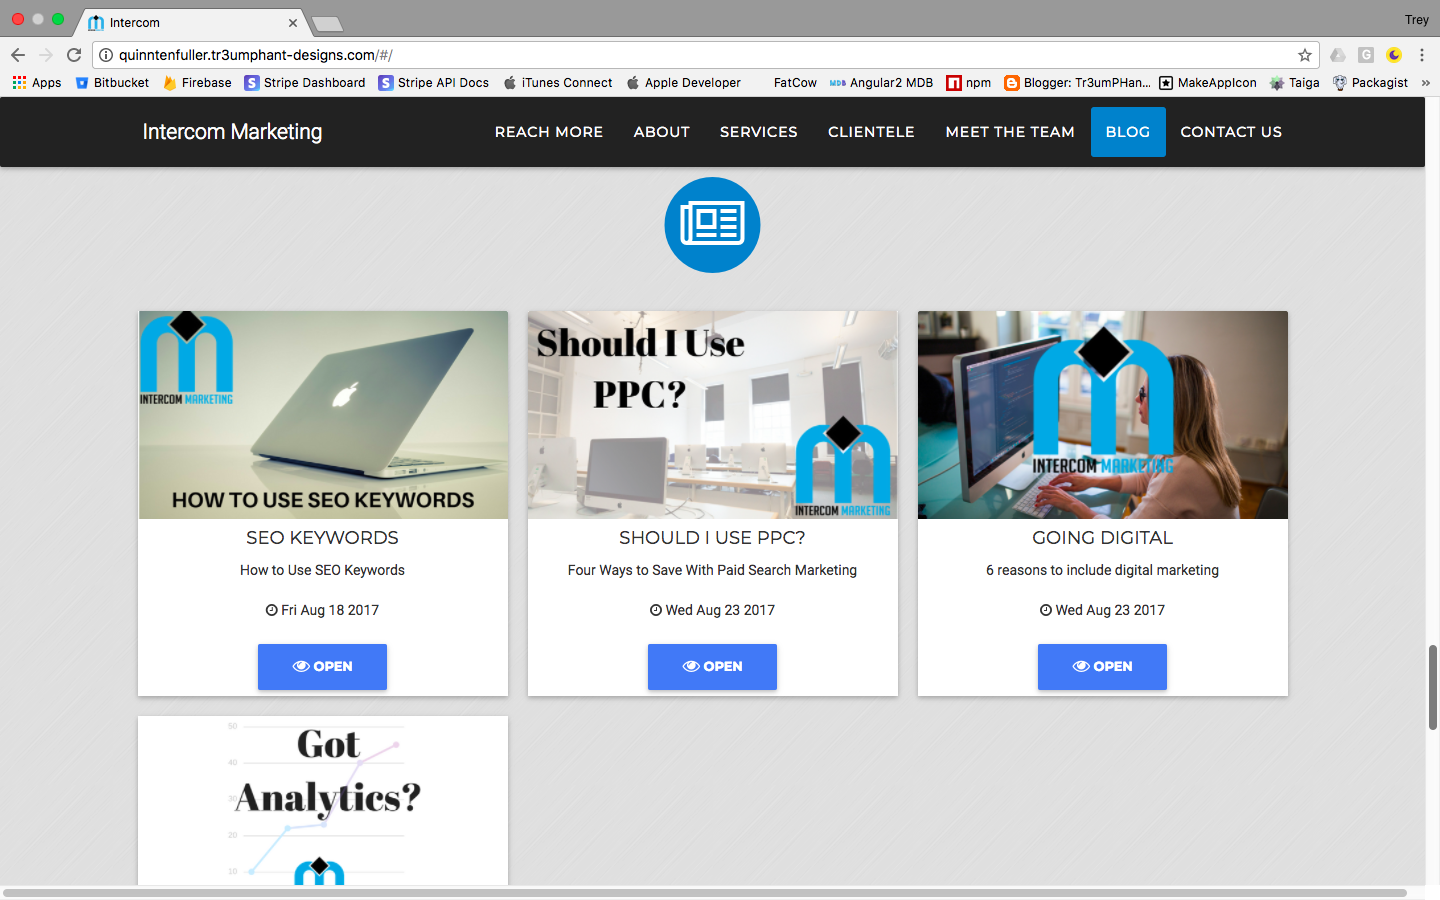 Intercom
Trey
quinntenfuller.tr3umphant-designs.com/#/
Apps Bitbucket Firebase Stripe Dashboard Stripe API Docs iTunes Connect Apple Developer FatCow MDB Angular2 MDB npm Blogger: Tr3umPHan... MakeAppIcon Taiga Packagist »
Intercom Marketing
REACH MORE ABOUT SERVICES CLIENTELE MEET THE TEAM BLOG CONTACT US
INTERCOM MARKETING
HOW TO USE SEO KEYWORDS
SEO KEYWORDS
How to Use SEO Keywords
Fri Aug 18 2017
OPEN
Should I Use
PPC?
INTERCOM MARKETING
SHOULD I USE PPC?
Four Ways to Save With Paid Search Marketing
Wed Aug 23 2017
OPEN
INTERCOM MARKETING
GOING DIGITAL
6 reasons to include digital marketing
Wed Aug 23 2017
OPEN
50
Got
40
30
Analytics?
20
10